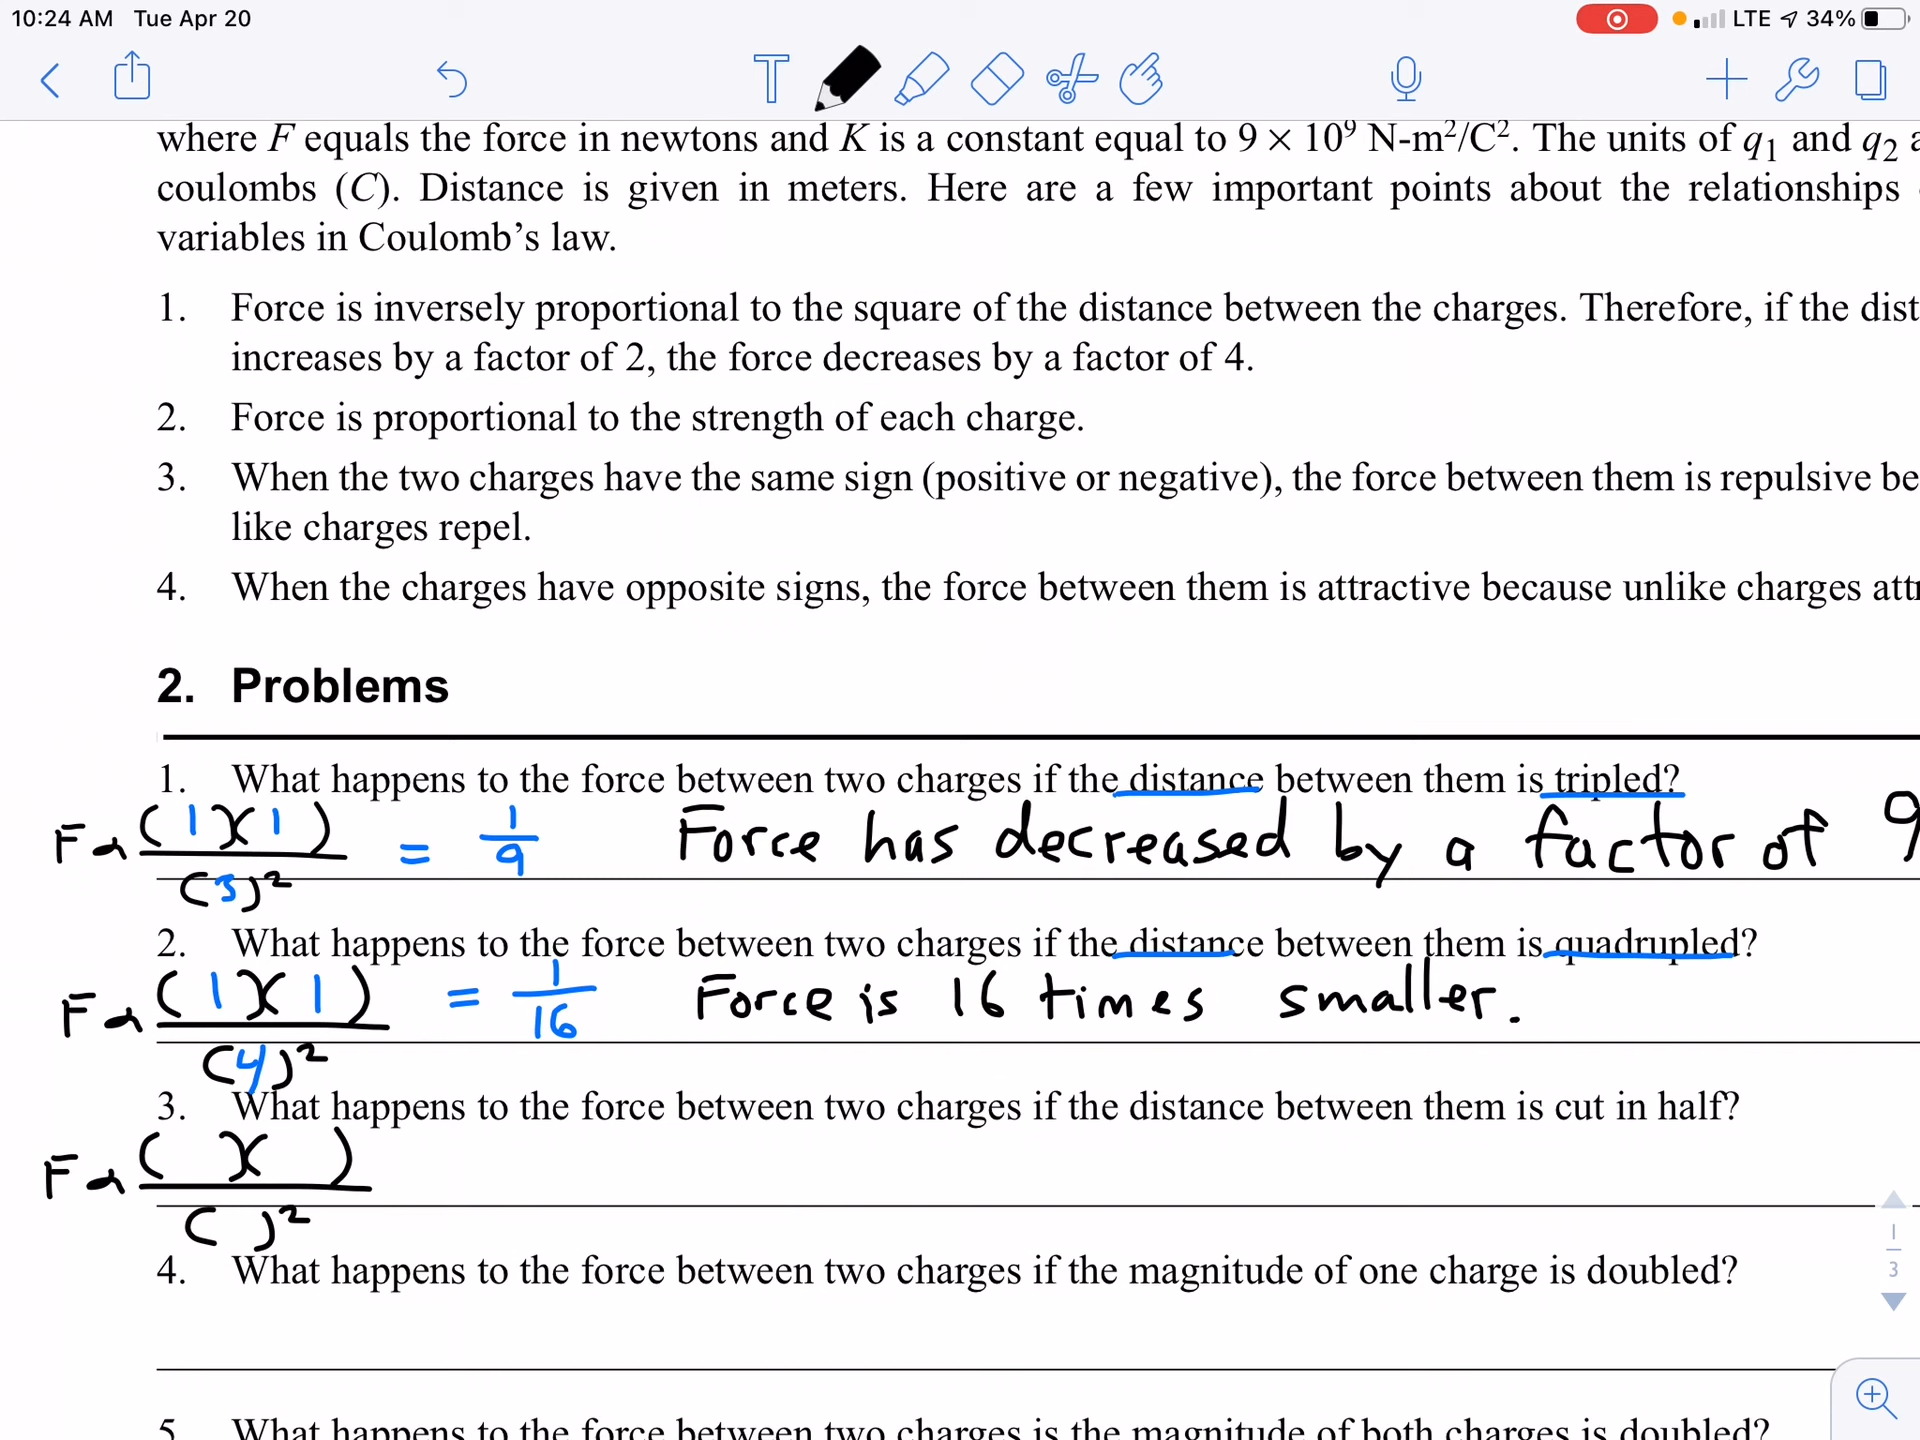 10:24 AM Tue Apr 20 LTE 34%
T
where F equals the force in newtons and K is a constant equal to 9 × 10⁹ N-m²/C². The units of q₁ and q₂ a
coulombs (C). Distance is given in meters. Here are a few important points about the relationships
variables in Coulomb's law.
1. Force is inversely proportional to the square of the distance between the charges. Therefore, if the dist
increases by a factor of 2, the force decreases by a factor of 4.
2. Force is proportional to the strength of each charge.
3. When the two charges have the same sign (positive or negative), the force between them is repulsive be
like charges repel.
4. When the charges have opposite signs, the force between them is attractive because unlike charges attr
2. Problems
1. What happens to the force between two charges if the distance between them is tripled?
F α (1)(1) / (3)² = 1/9 Force has decreased by a factor of 9
2. What happens to the force between two charges if the distance between them is quadrupled?
F α (1)(1) / (4)² = 1/16 Force is 16 times smaller.
3. What happens to the force between two charges if the distance between them is cut in half?
F α ( )( ) / ( )²
4. What happens to the force between two charges if the magnitude of one charge is doubled?
1
3
5. What happens to the force between two charges is the magnitude of both charges is doubled?